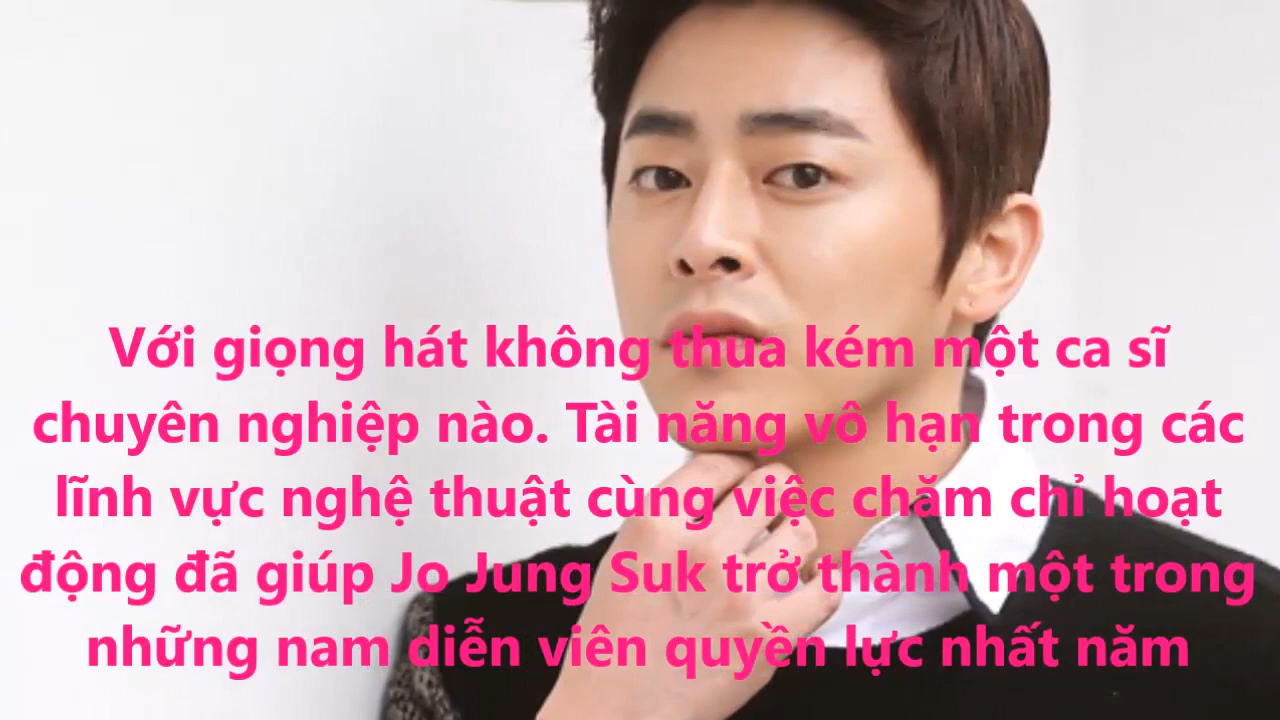 Với giọng hát không thua kém một ca sĩ
chuyên nghiệp nào. Tài năng vô hạn trong các
lĩnh vực nghệ thuật cùng việc chăm chỉ hoạt
động đã giúp Jo Jung Suk trở thành một trong
những nam diễn viên quyền lực nhất năm